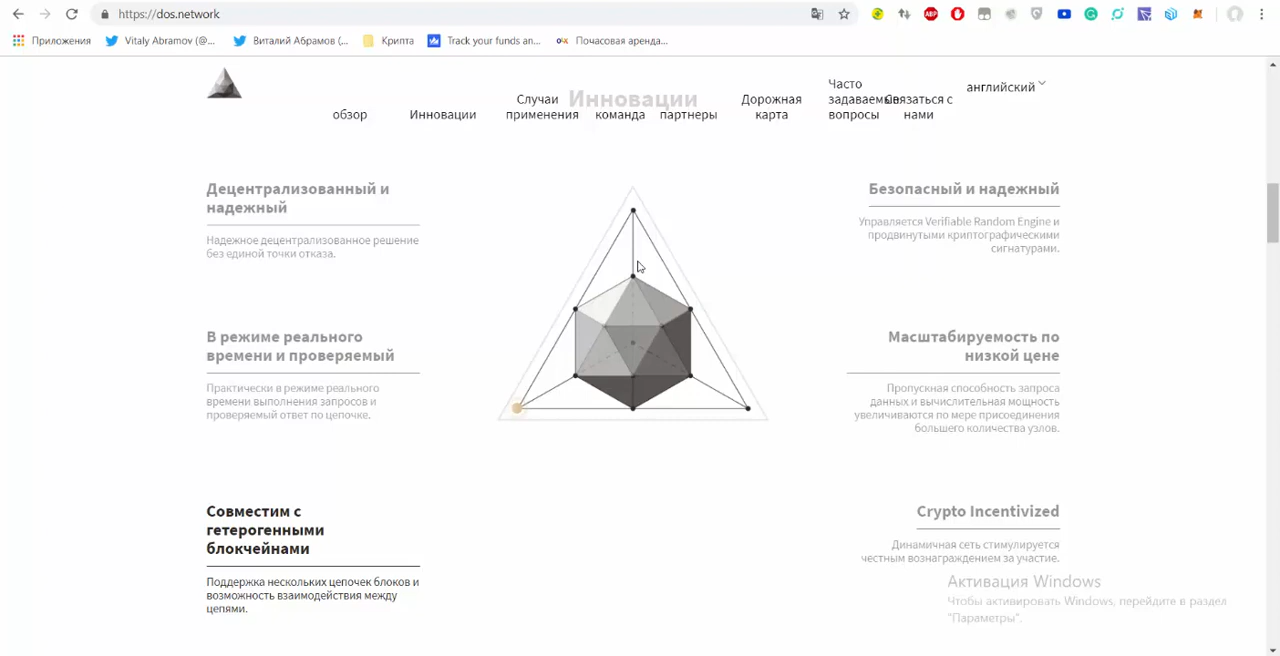 https://dos.network
Приложения
Vitaly Abramov (@...
Виталий Абрамов (...
Крипта
Track your funds an...
Почасовая аренда...
Инновации
обзор
Инновации
Случаи
применения
команда
партнеры
Дорожная
карта
Часто
задаваемые
вопросы
Связаться с
нами
английский
Децентрализованный и
надежный
Надежное децентрализованное решение
без единой точки отказа.
Безопасный и надежный
Управляется Verifiable Random Engine и
продвинутыми криптографическими
сигнатурами.
В режиме реального
времени и проверяемый
Практически в режиме реального
времени выполнения запросов и
проверяемый ответ по цепочке.
Масштабируемость по
низкой цене
Пропускная способность запроса
данных и вычислительная мощность
увеличиваются по мере присоединения
большего количества узлов.
Совместим с
гетерогенными
блокчейнами
Поддержка нескольких цепочек блоков и
возможность взаимодействия между
цепями.
Crypto Incentivized
Динамичная сеть стимулируется
честным вознаграждением за участие.
Активация Windows
Чтобы активировать Windows, перейдите в раздел
"Параметры".